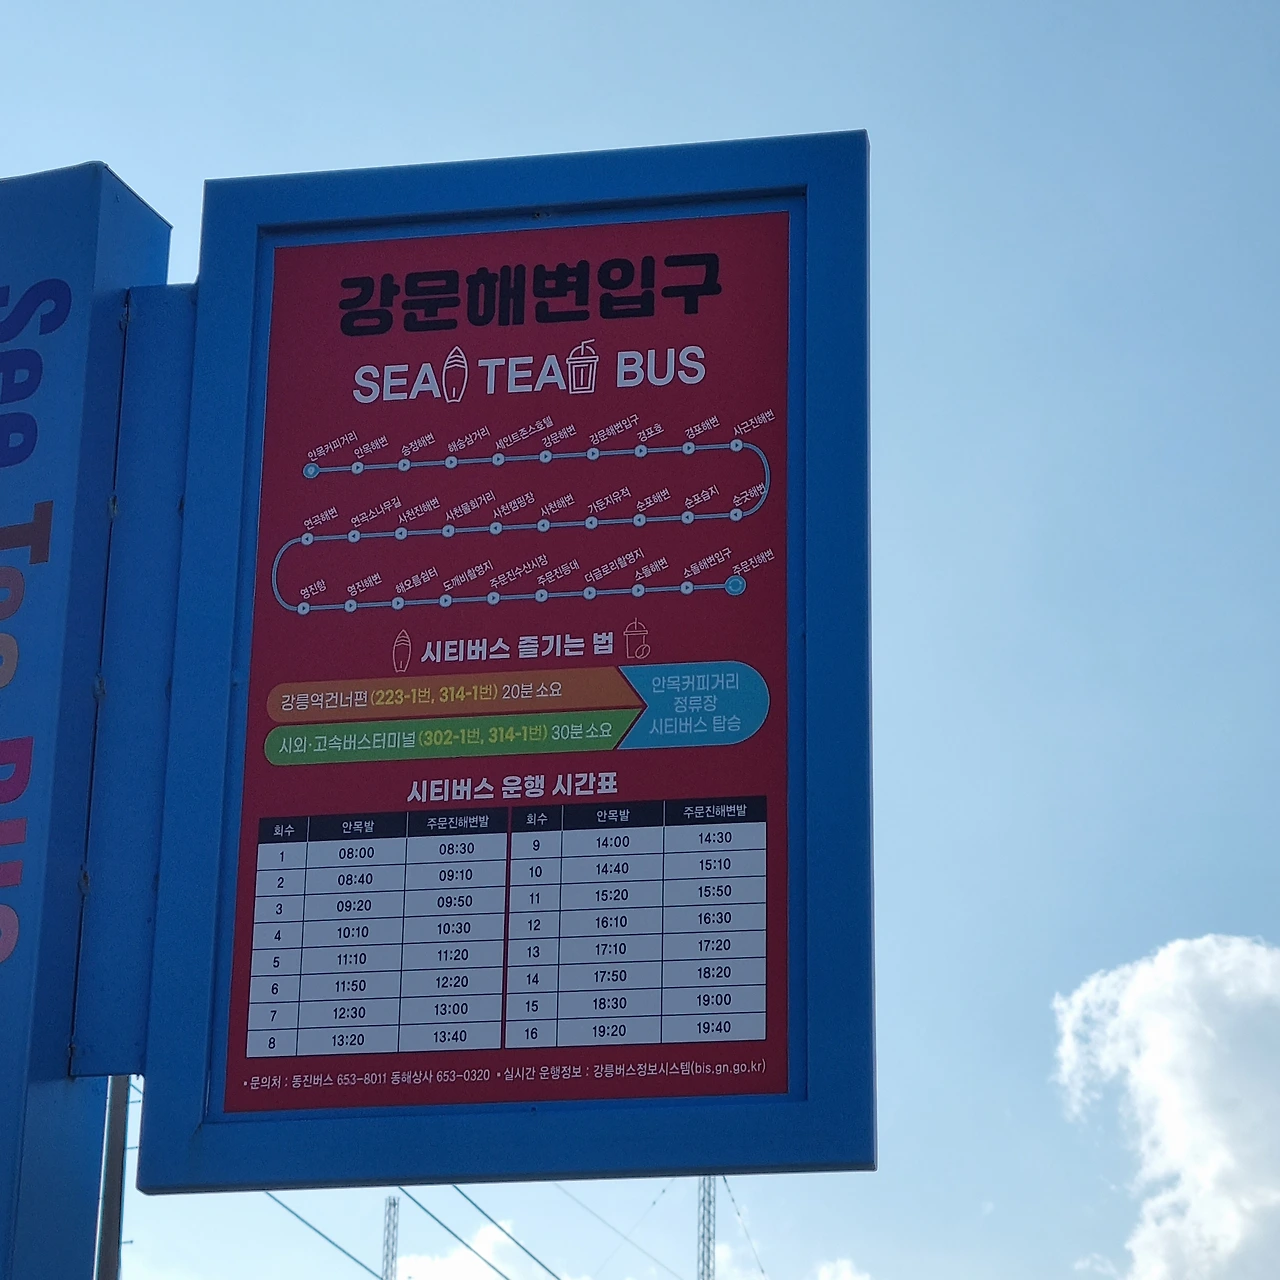 강문해변입구
SEA TEA BUS
안목커피거리 안목해변 송정해변 해송삼거리 세인트존스호텔 강문해변 강문해변입구 경포호 경포해변 사근진해변
연곡해변 연곡소나무길 사천진해변 사천물회거리 사천캠핑장 사천해변 가둔지유적 순포해변 순포습지 순긋해변
영진항 영진해변 해오름쉼터 도깨비촬영지 주문진수산시장 주문진등대 더글로리촬영지 소돌해변 소돌해변입구 주문진해변
시티버스 즐기는 법
강릉역건너편 (223-1번, 314-1번) 20분 소요
시외·고속버스터미널 (302-1번, 314-1번) 30분 소요
안목커피거리
정류장
시티버스 탑승
시티버스 운행 시간표
회수 안목발 주문진해변발 회수 안목발 주문진해변발
1 08:00 08:30 9 14:00 14:30
2 08:40 09:10 10 14:40 15:10
3 09:20 09:50 11 15:20 15:50
4 10:10 10:30 12 16:10 16:30
5 11:10 11:20 13 17:10 17:20
6 11:50 12:20 14 17:50 18:20
7 12:30 13:00 15 18:30 19:00
8 13:20 13:40 16 19:20 19:40
• 문의처 : 동진버스 653-8011 동해상사 653-0320 • 실시간 운행정보 : 강릉버스정보시스템(bis.gn.go.kr)
Sea Tea Bus